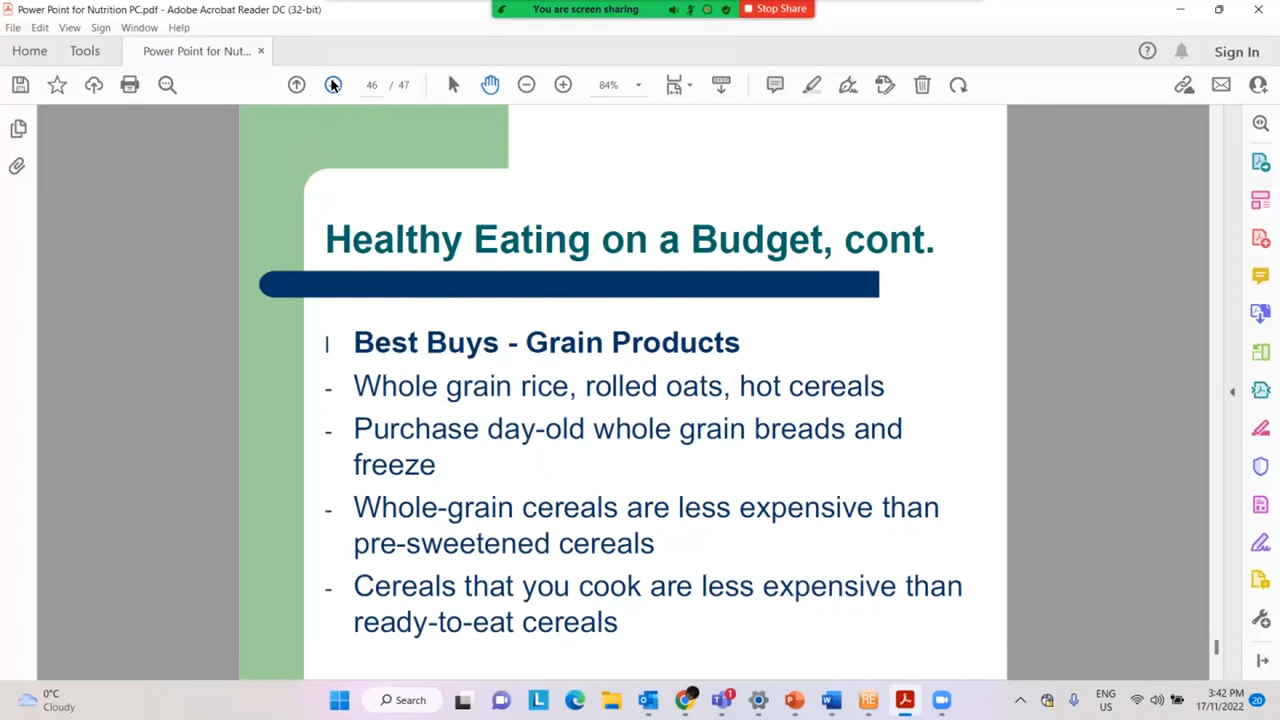 Power Point for Nutrition PC.pdf - Adobe Acrobat Reader DC (32-bit)
You are screen sharing
Stop Share
File Edit View Sign Window Help
Home Tools Power Point for Nut... × Sign In
46 / 47 84%
Healthy Eating on a Budget, cont.
l Best Buys - Grain Products
- Whole grain rice, rolled oats, hot cereals
- Purchase day-old whole grain breads and
freeze
- Whole-grain cereals are less expensive than
pre-sweetened cereals
- Cereals that you cook are less expensive than
ready-to-eat cereals
0°C
Cloudy
Search
L
1
RE
ENG
US
3:42 PM
17/11/2022
20